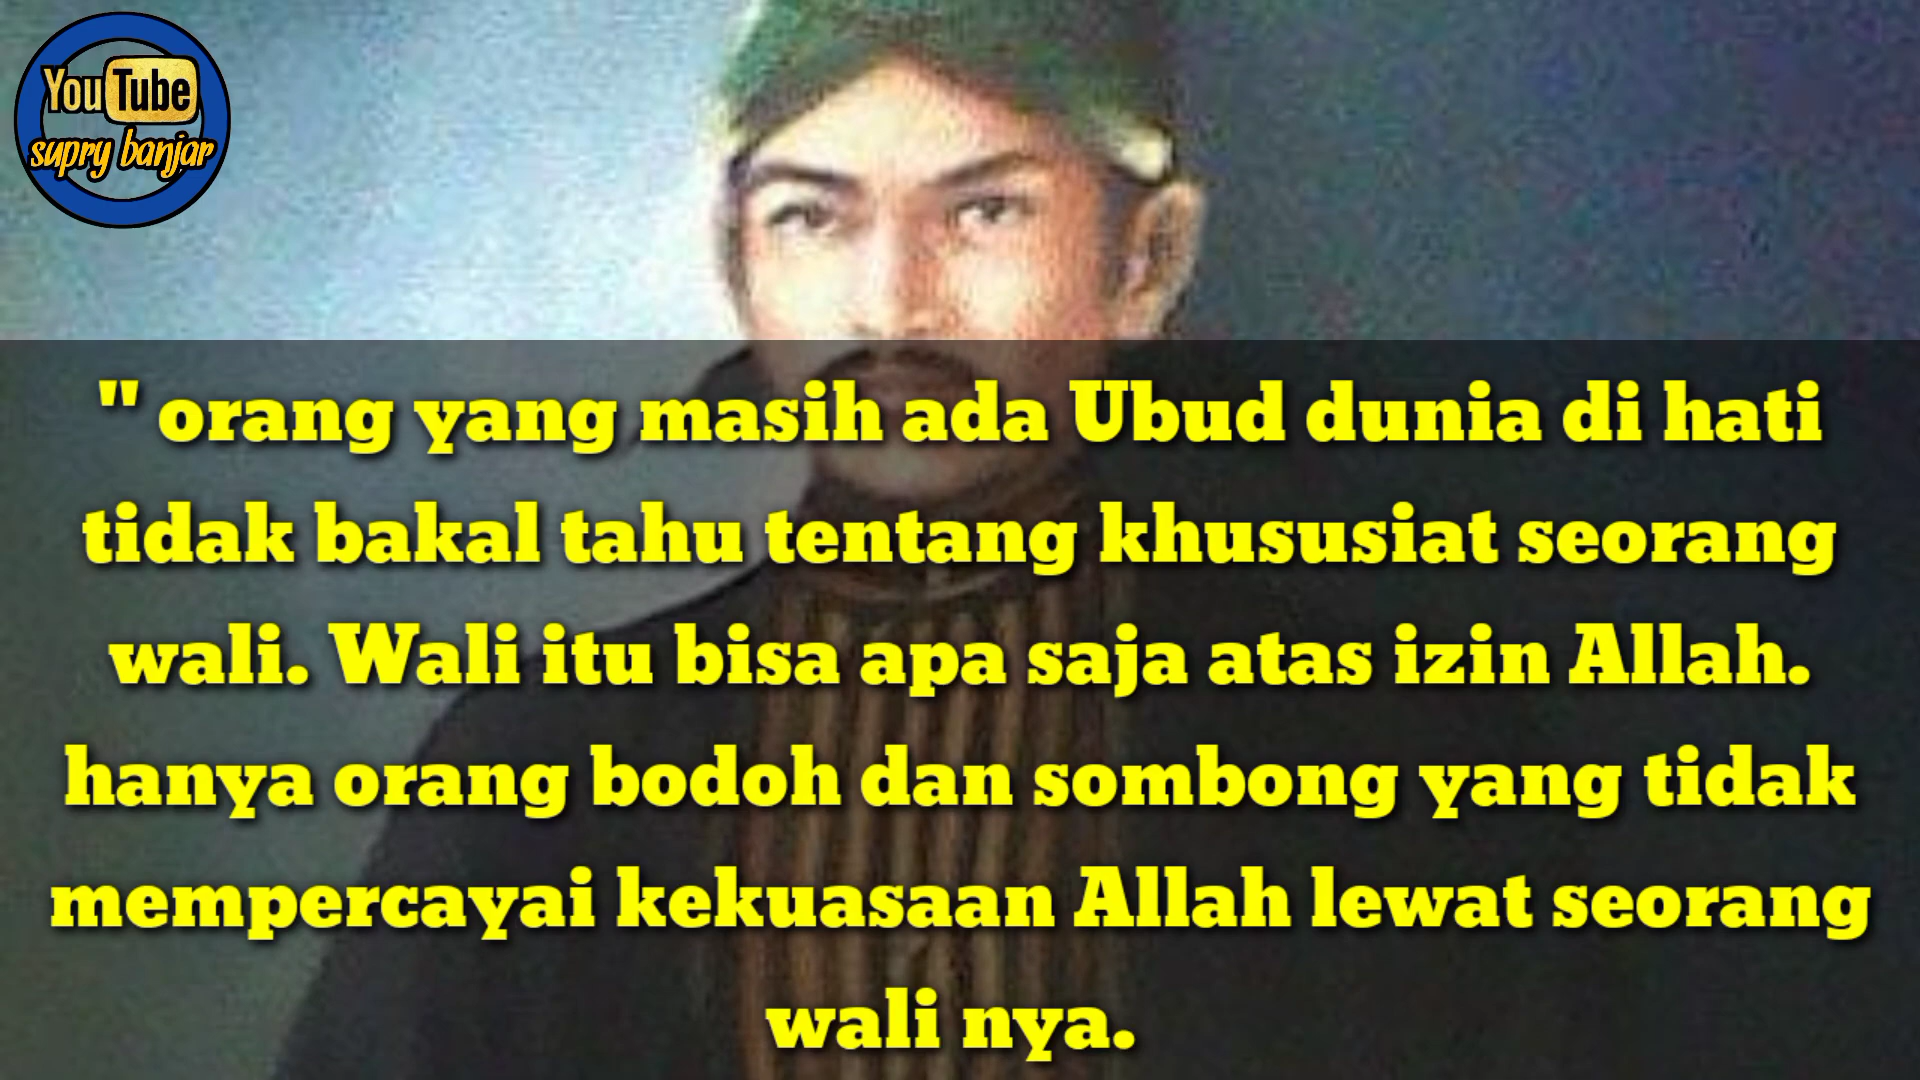 YouTube
supry banjar
" orang yang masih ada Ubud dunia di hati
tidak bakal tahu tentang khususiat seorang
wali. Wali itu bisa apa saja atas izin Allah.
hanya orang bodoh dan sombong yang tidak
mempercayai kekuasaan Allah lewat seorang
wali nya.